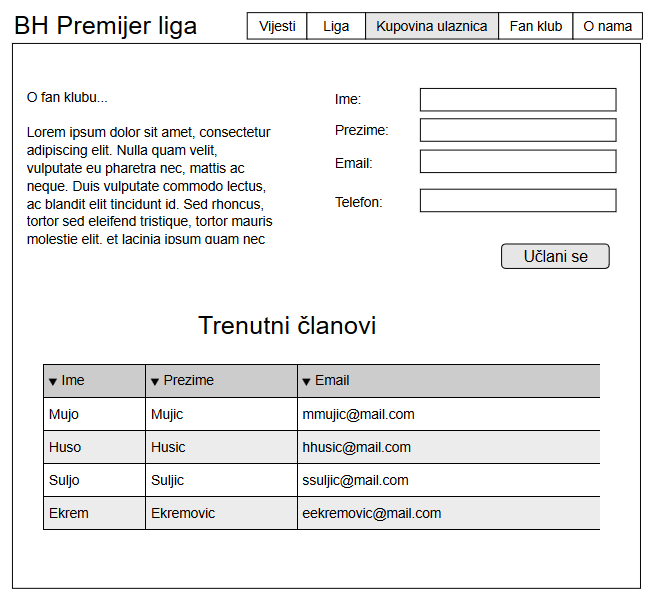 BH Premijer liga
Vijesti Liga Kupovina ulaznica Fan klub O nama
O fan klubu...
Lorem ipsum dolor sit amet, consectetur
adipiscing elit. Nulla quam velit,
vulputate eu pharetra nec, mattis ac
neque. Duis vulputate commodo lectus,
ac blandit elit tincidunt id. Sed rhoncus,
tortor sed eleifend tristique, tortor mauris
molestie elit, et lacinia ipsum quam nec
Ime:
Prezime:
Email:
Telefon:
Učlani se
Trenutni članovi
Ime Prezime Email
Mujo Mujic mmujic@mail.com
Huso Husic hhusic@mail.com
Suljo Suljic ssuljic@mail.com
Ekrem Ekremovic eekremovic@mail.com